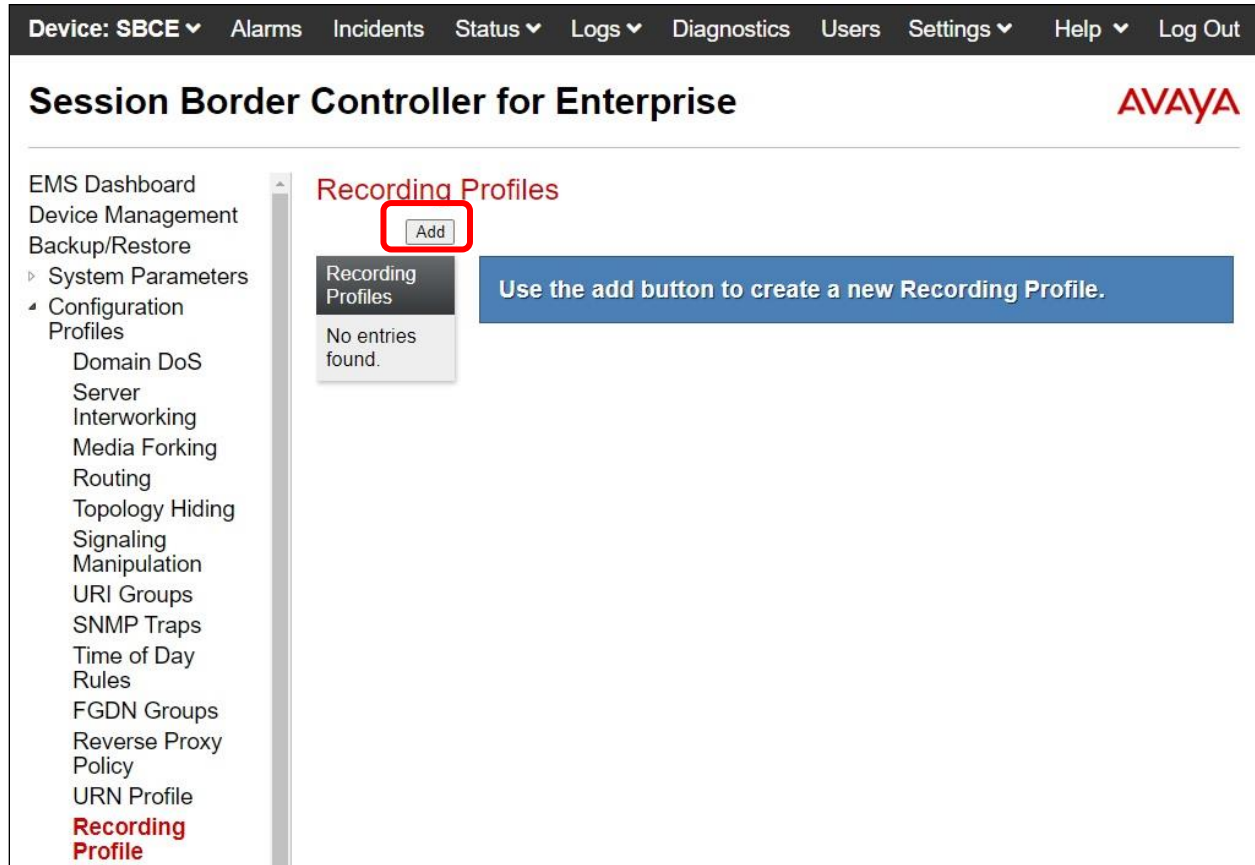 Device: SBCE Alarms Incidents Status Logs Diagnostics Users Settings Help Log Out
Session Border Controller for Enterprise
AVAYA
EMS Dashboard
Device Management
Backup/Restore
System Parameters
Configuration
Profiles
Domain DoS
Server
Interworking
Media Forking
Routing
Topology Hiding
Signaling
Manipulation
URI Groups
SNMP Traps
Time of Day
Rules
FGDN Groups
Reverse Proxy
Policy
URN Profile
Recording
Profile
Recording Profiles
Add
Recording
Profiles
No entries
found.
Use the add button to create a new Recording Profile.